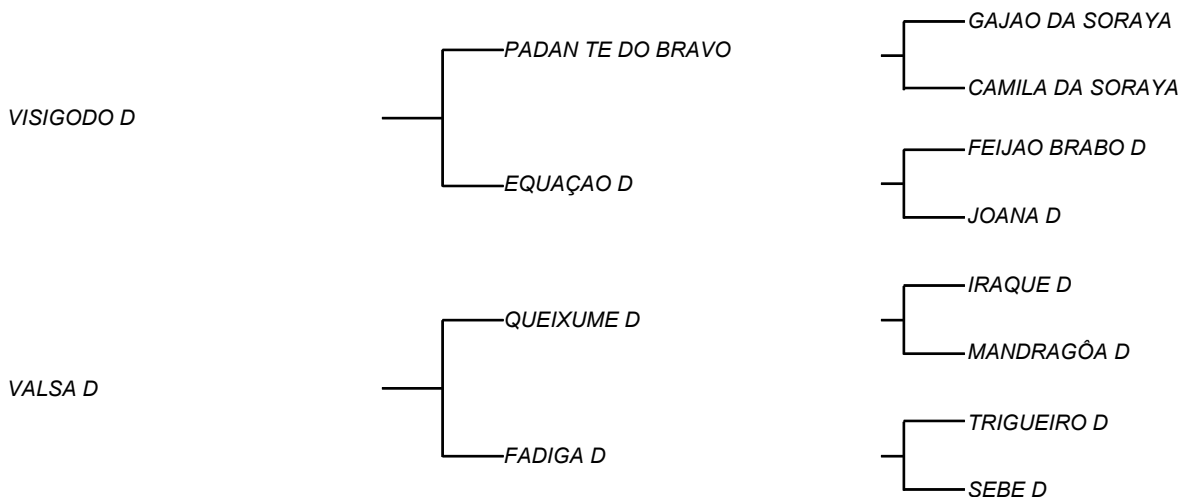 GAJAO DA SORAYA
PADAN TE DO BRAVO
CAMILA DA SORAYA
VISIGODO D
FEIJAO BRABO D
EQUAÇAO D
JOANA D
IRAQUE D
QUEIXUME D
MANDRAGÔA D
VALSA D
TRIGUEIRO D
FADIGA D
SEBE D